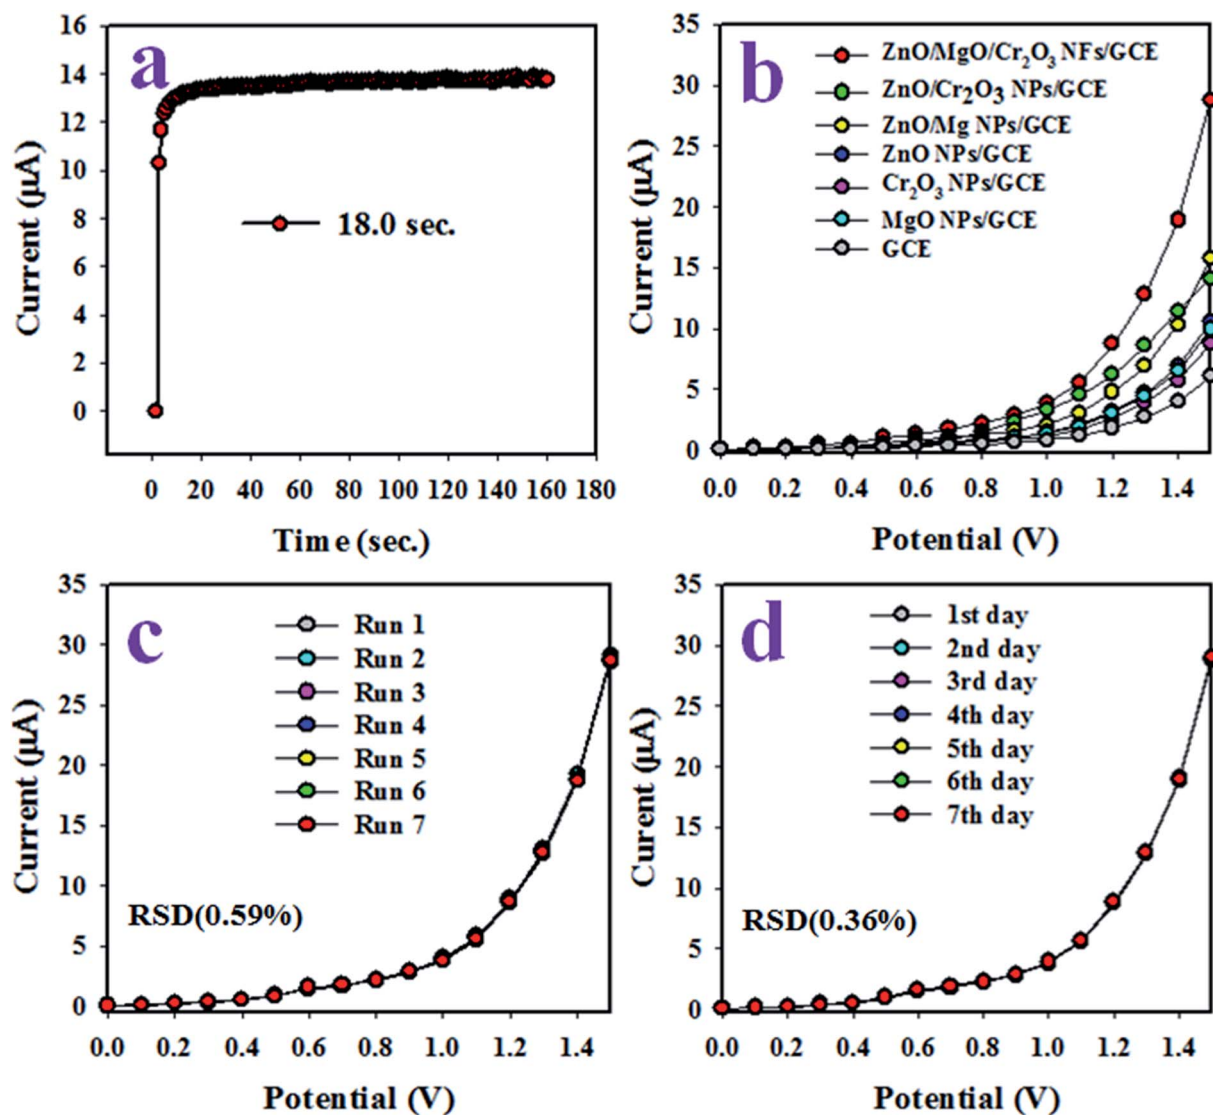 a
16
14
12
10
8
6
4
2
0
Current (µA)
18.0 sec.
0 20 40 60 80 100 120 140 160 180
Time (sec.)
b
35
30
25
20
15
10
5
0
Current (µA)
ZnO/MgO/Cr₂O₃ NFs/GCE
ZnO/Cr₂O₃ NPs/GCE
ZnO/Mg NPs/GCE
ZnO NPs/GCE
Cr₂O₃ NPs/GCE
MgO NPs/GCE
GCE
0.0 0.2 0.4 0.6 0.8 1.0 1.2 1.4
Potential (V)
c
35
30
25
20
15
10
5
0
Current (µA)
Run 1
Run 2
Run 3
Run 4
Run 5
Run 6
Run 7
RSD(0.59%)
0.0 0.2 0.4 0.6 0.8 1.0 1.2 1.4
Potential (V)
d
35
30
25
20
15
10
5
0
Curent (µA)
1st day
2nd day
3rd day
4th day
5th day
6th day
7th day
RSD(0.36%)
0.0 0.2 0.4 0.6 0.8 1.0 1.2 1.4
Potential (V)